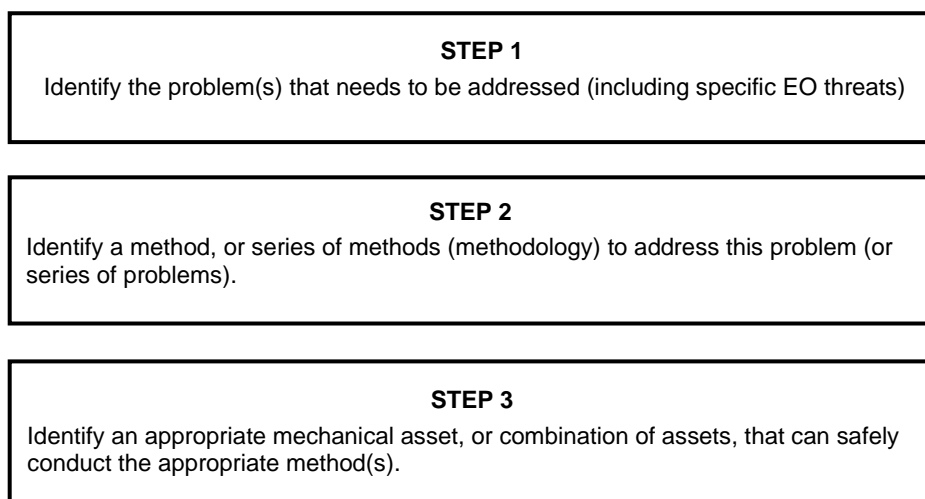 STEP 1
Identify the problem(s) that needs to be addressed (including specific EO threats)
STEP 2
Identify a method, or series of methods (methodology) to address this problem (or
series of problems).
STEP 3
Identify an appropriate mechanical asset, or combination of assets, that can safely
conduct the appropriate method(s).